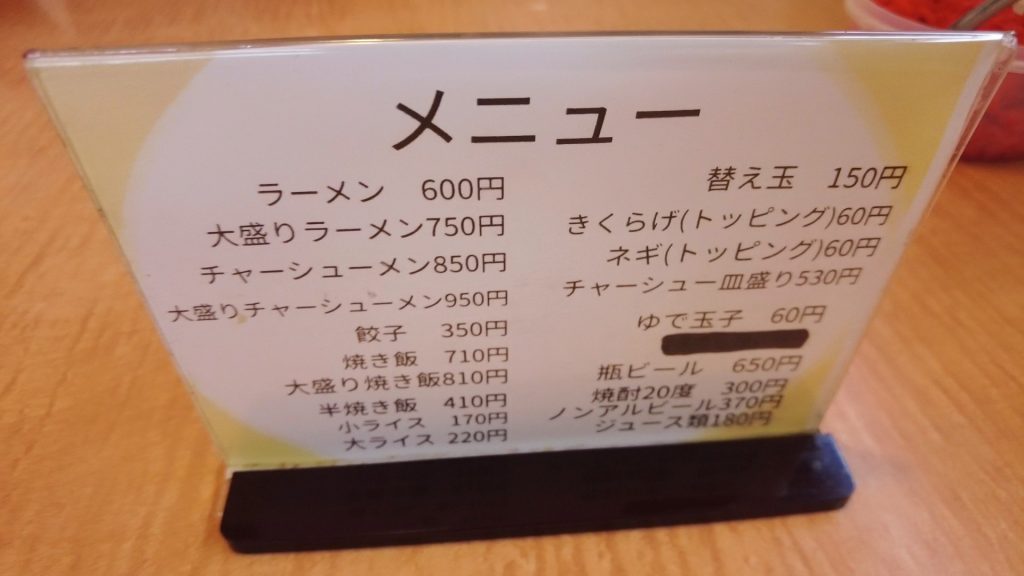 メニュー
ラーメン 600円
大盛りラーメン750円
チャーシューメン850円
大盛りチャーシューメン950円
餃子 350円
焼き飯 710円
大盛り焼き飯810円
半焼き飯 410円
小ライス 170円
大ライス 220円
替え玉 150円
きくらげ(トッピング)60円
ネギ(トッピング)60円
チャーシュー皿盛り530円
ゆで玉子 60円
瓶ビール 650円
焼酎20度 300円
ノンアルビール370円
ジュース類180円